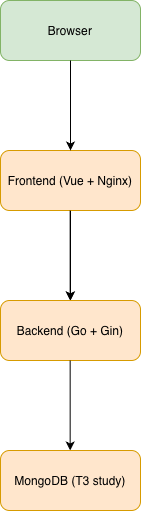 Browser
Frontend (Vue + Nginx)
Backend (Go + Gin)
MongoDB (T3 study)